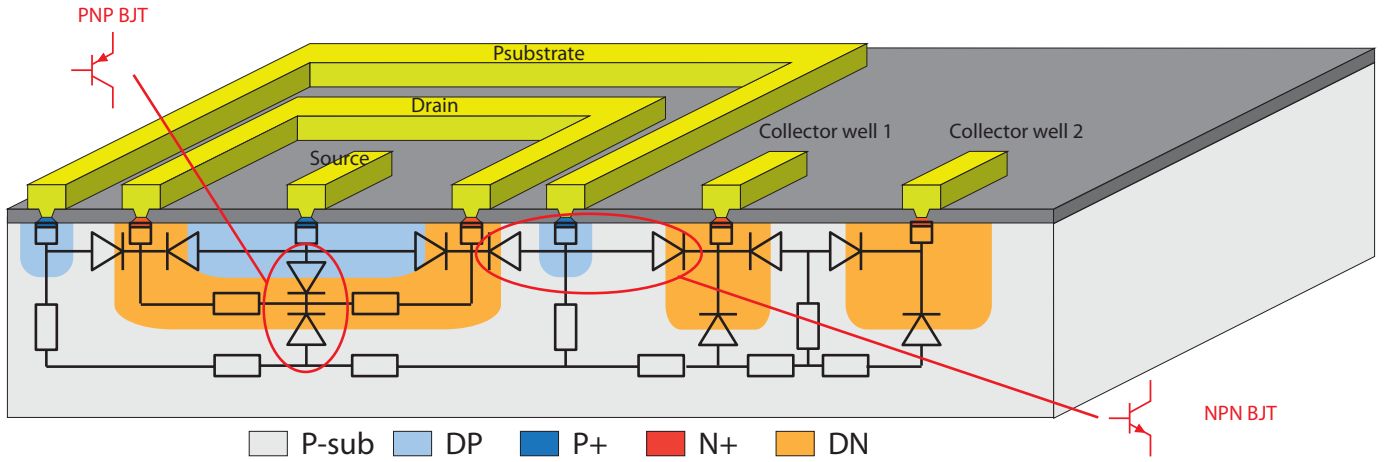 PNP BJT
Psubstrate
Drain
Source
Collector well 1
Collector well 2
NPN BJT
P-sub
DP
P+
N+
DN